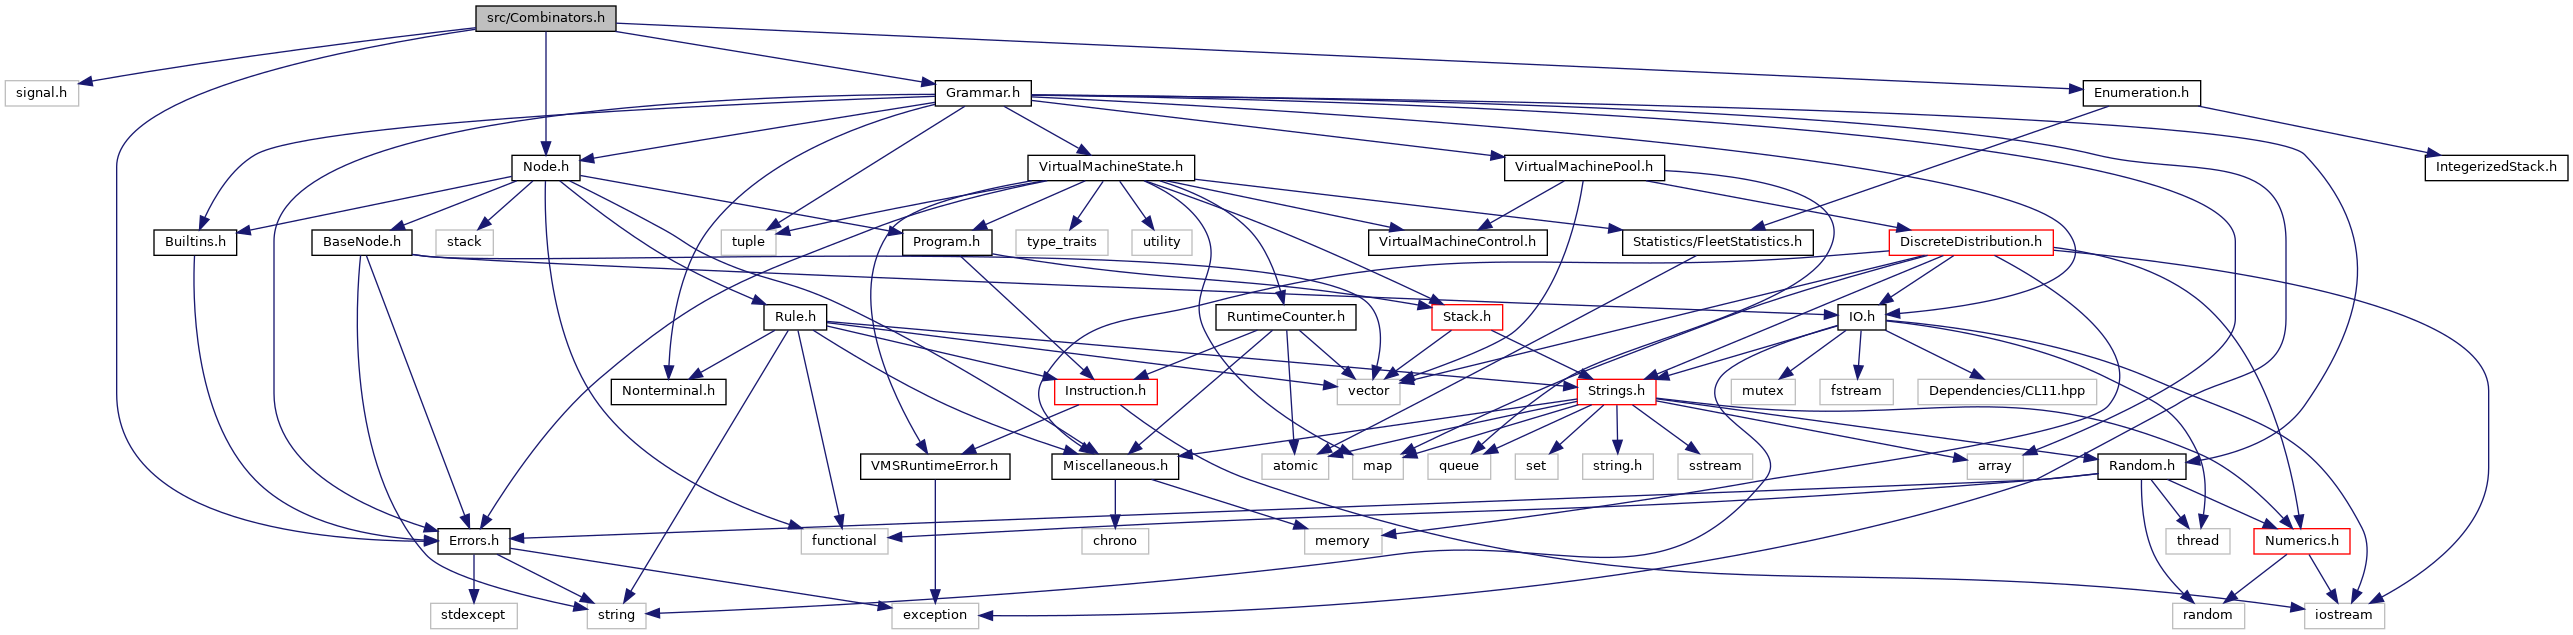 src/Combinators.h
signal.h
Grammar.h
Enumeration.h
Node.h
VirtualMachineState.h
VirtualMachinePool.h
IntegerizedStack.h
Builtins.h
BaseNode.h
stack
tuple
Program.h
type_traits
utility
VirtualMachineControl.h
Statistics/FleetStatistics.h
DiscreteDistribution.h
Rule.h
RuntimeCounter.h
Stack.h
IO.h
Nonterminal.h
Instruction.h
vector
Strings.h
mutex
fstream
Dependencies/CL11.hpp
VMSRuntimeError.h
Miscellaneous.h
atomic
map
queue
set
string.h
sstream
array
Random.h
Errors.h
functional
chrono
memory
thread
Numerics.h
stdexcept
string
exception
random
iostream